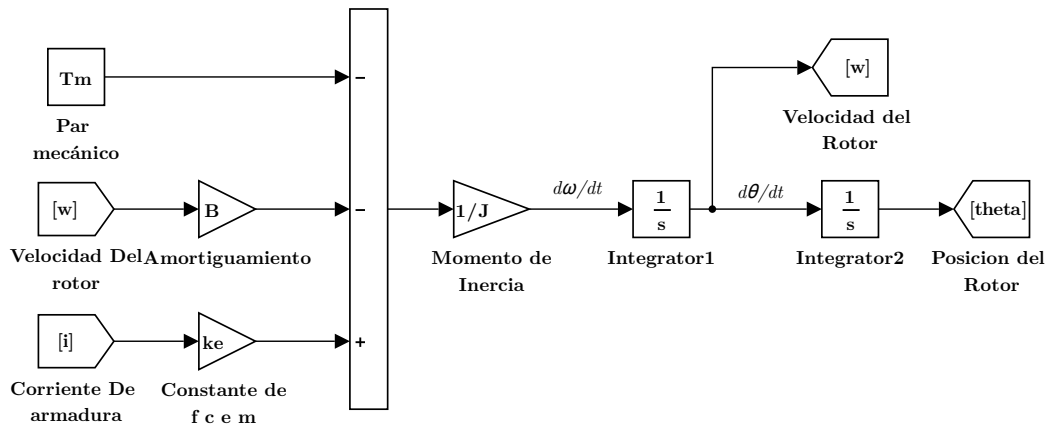 Tm
−
Par
mecánico
[w]
Velocidad del
Rotor
[w]
B
−
1/J
dω/dt
1
s
dθ/dt
1
s
[theta]
Velocidad Del
rotor
Amortiguamiento
Momento de
Inercia
Integrator1
Integrator2
Posicion del
Rotor
[i]
ke
+
Corriente De
armadura
Constante de
f c e m